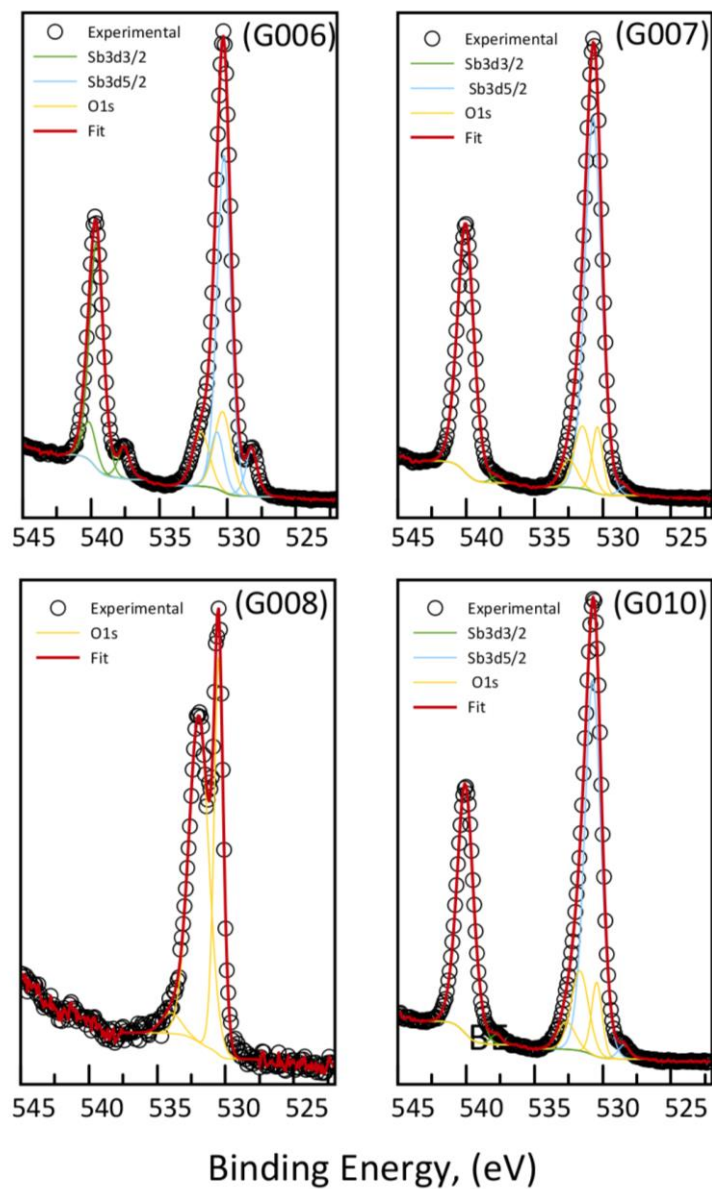 (G006)
Experimental
Sb3d3/2
Sb3d5/2
O1s
Fit
545 540 535 530 525
(G007)
Experimental
Sb3d3/2
Sb3d5/2
O1s
Fit
545 540 535 530 525
(G008)
Experimental
O1s
Fit
545 540 535 530 525
(G010)
Experimental
Sb3d3/2
Sb3d5/2
O1s
Fit
545 540 535 530 525
Binding Energy, (eV)